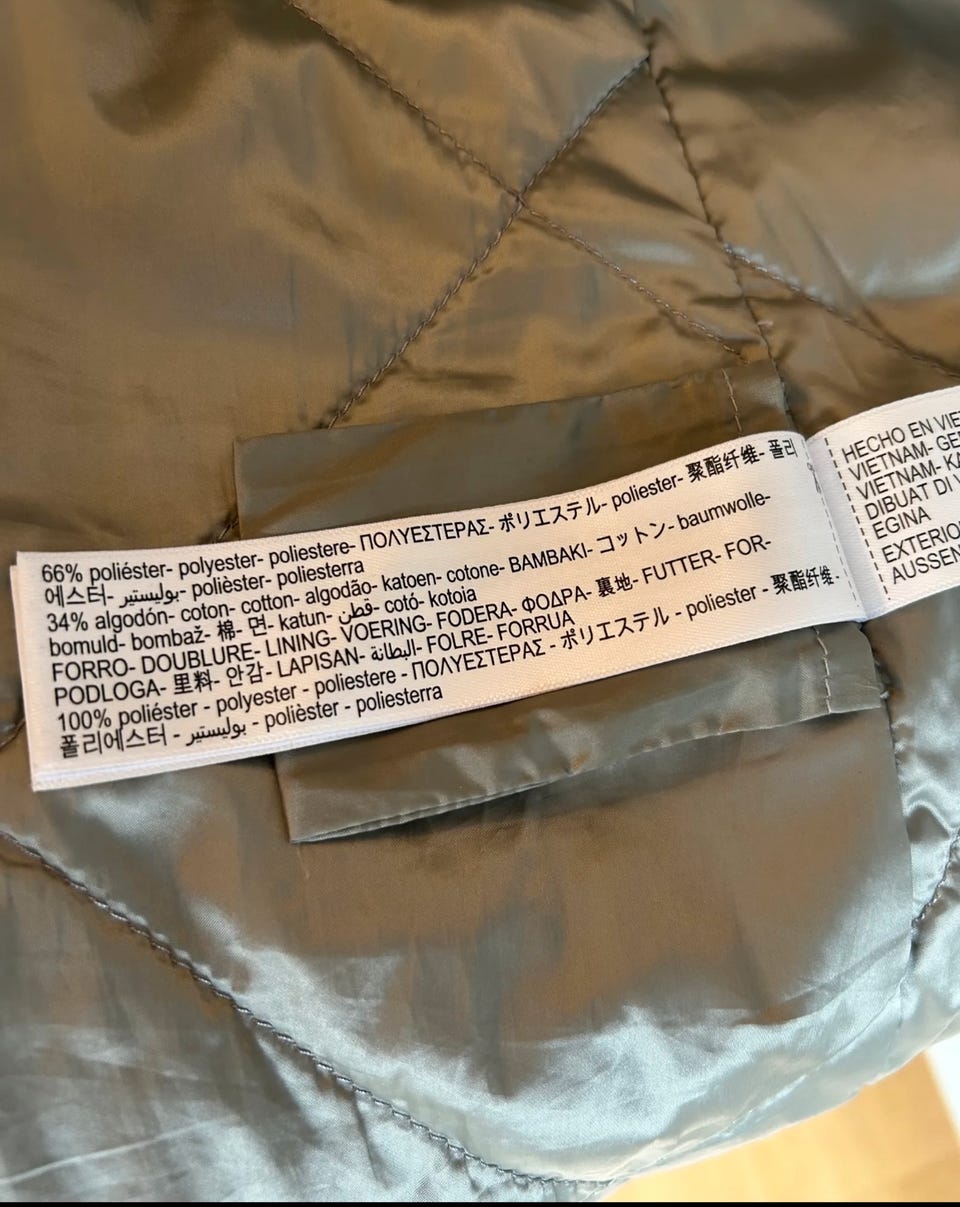 66% poliéster- polyester- poliestere- ΠΟΛΥΕΣΤΕΡΑΣ- ポリエステル- poliester- 聚酯纤维- 폴리
에스터- بوليستير- polièster- poliesterra
34% algodón- coton- cotton- algodão- katoen- cotone- ΒΑΜΒΑΚΙ- コットン- baumwolle-
bomuld- bombaž- 棉- 면- katun- قطن- cotó- kotoia
FORRO- DOUBLURE- LINING- VOERING- FODERA- ΦΟΔΡΑ- 裏地- FUTTER- FOR-
PODLOGA- 里料- 안감- LAPISAN- البطانة- FOLRE- FORRUA
100% poliéster - polyester - poliestere - ΠΟΛΥΕΣΤΕΡΑΣ - ポリエステル - poliester - 聚酯纤维-
폴리에스터 - بوليستير - polièster - poliesterra
HECHO EN VIE
VIETNAM- GE
VIETNAM- KA
DIBUAT DI V
EGINA
EXTERIO
AUSSEN